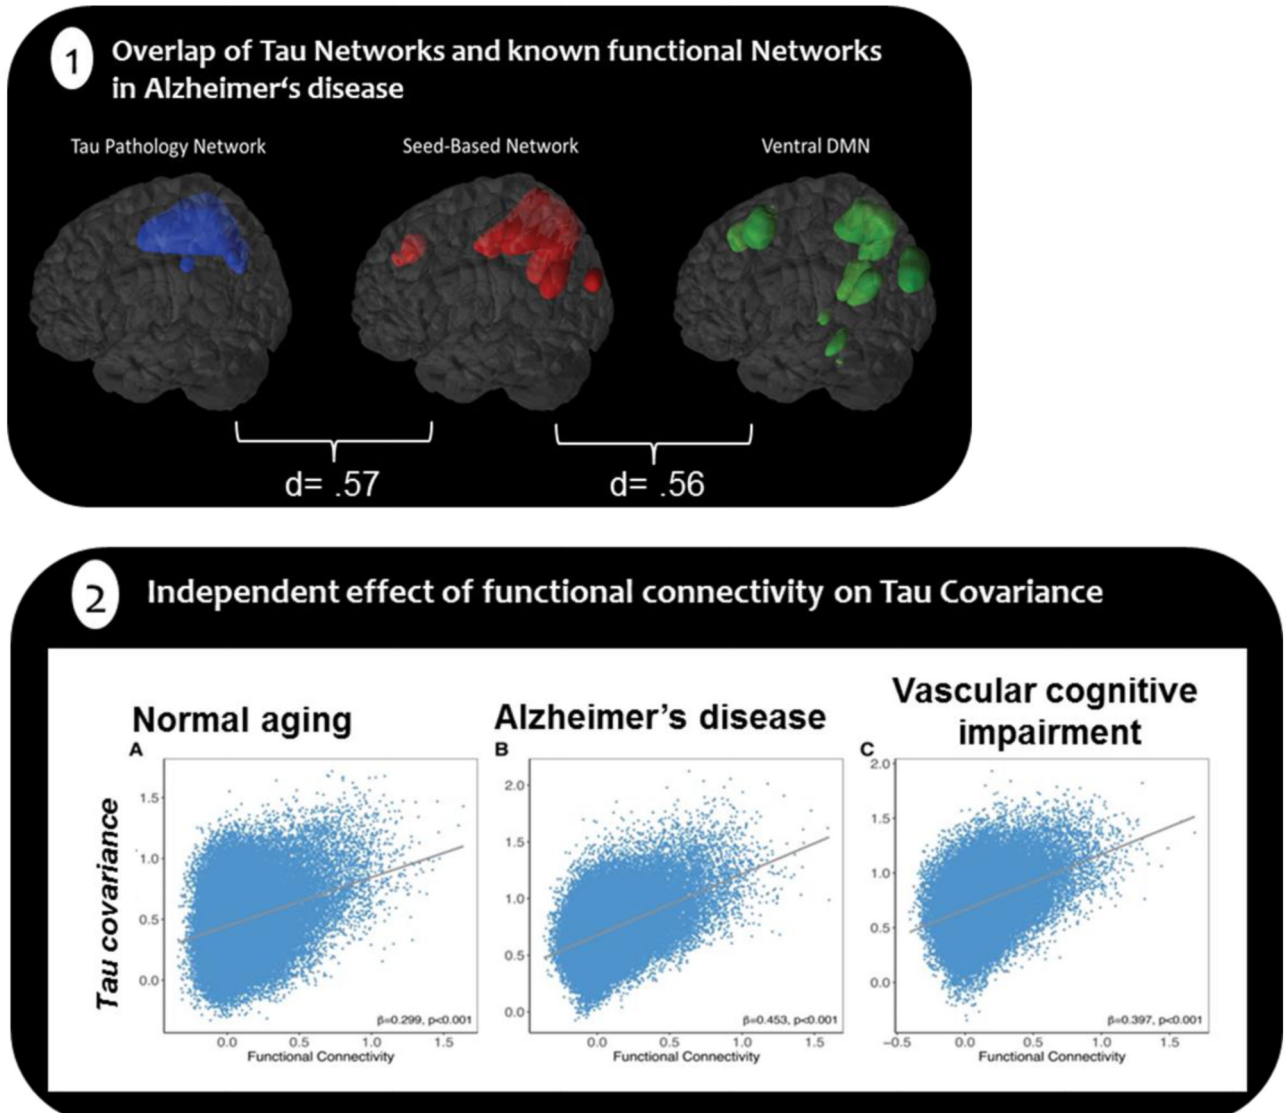 1
Overlap of Tau Networks and known functional Networks
in Alzheimer‘s disease
Tau Pathology Network
Seed-Based Network
Ventral DMN
d= .57
d= .56
2
Independent effect of functional connectivity on Tau Covariance
Normal aging
Alzheimer’s disease
Vascular cognitive
impairment
A
B
C
Tau covariance
1.5
1.0
0.5
0.0
β=0.299, p<0.001
0.0 0.5 1.0 1.5
Functional Connectivity
2.0
1.5
1.0
0.5
0.0
β=0.453, p<0.001
0.0 0.5 1.0 1.5
Functional Connectivity
2.0
1.5
1.0
0.5
0.0
β=0.397, p<0.001
−0.5 0.0 0.5 1.0 1.5
Functional Connectivity